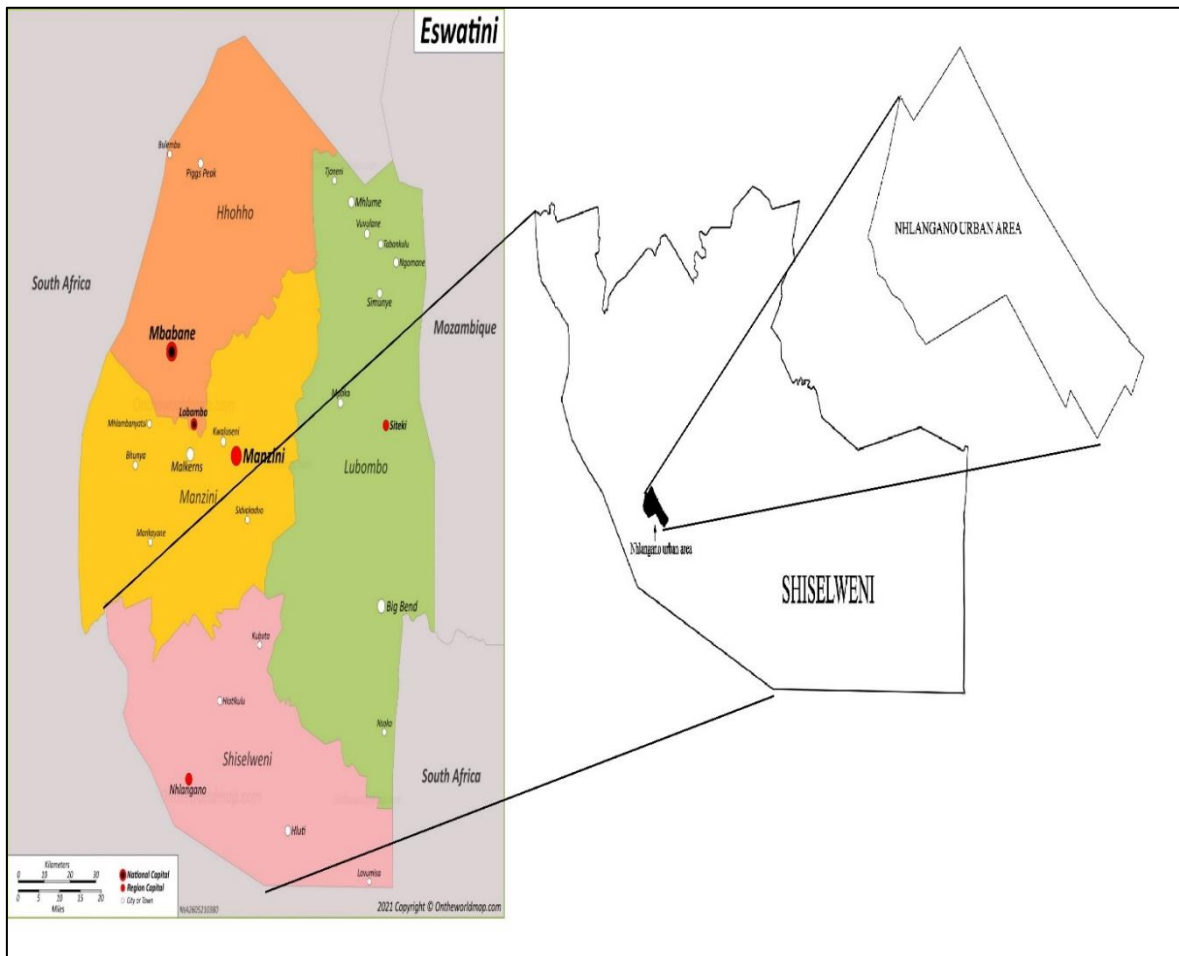 Eswatini
Bulembu
Piggs Peak
Hhohho
Tjaneni
Mhlume
Vuvulane
Tabankulu
Ngomane
Simunye
South Africa
Mozambique
Mbabane
Lobamba
Mhlambanyatsi
Kwaluseni
Bhunya
Malkerns
Manzini
Manzini
Mankayane
Sidvokodvo
Mpaka
Siteki
Lubombo
Big Bend
Kubuta
Hlatikulu
Shiselweni
Nhlangano
Nsoko
South Africa
Hluti
Lavumisa
Kilometers
0 10 20 30
0 5 10 15 20
Miles
National Capital
Region Capital
City or Town
2021 Copyright © Ontheworldmap.com
NHLANGANO URBAN AREA
Nhlangano urban area
SHISELWENI